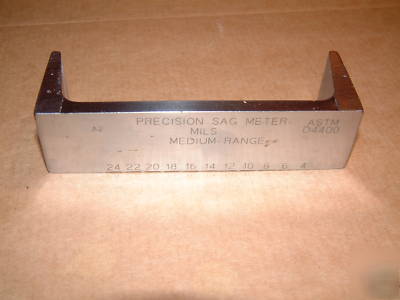 A2 PRECISION SAG METER ASTM
MILS D4400
MEDIUM RANGE
24 22 20 18 16 14 12 10 8 6 4